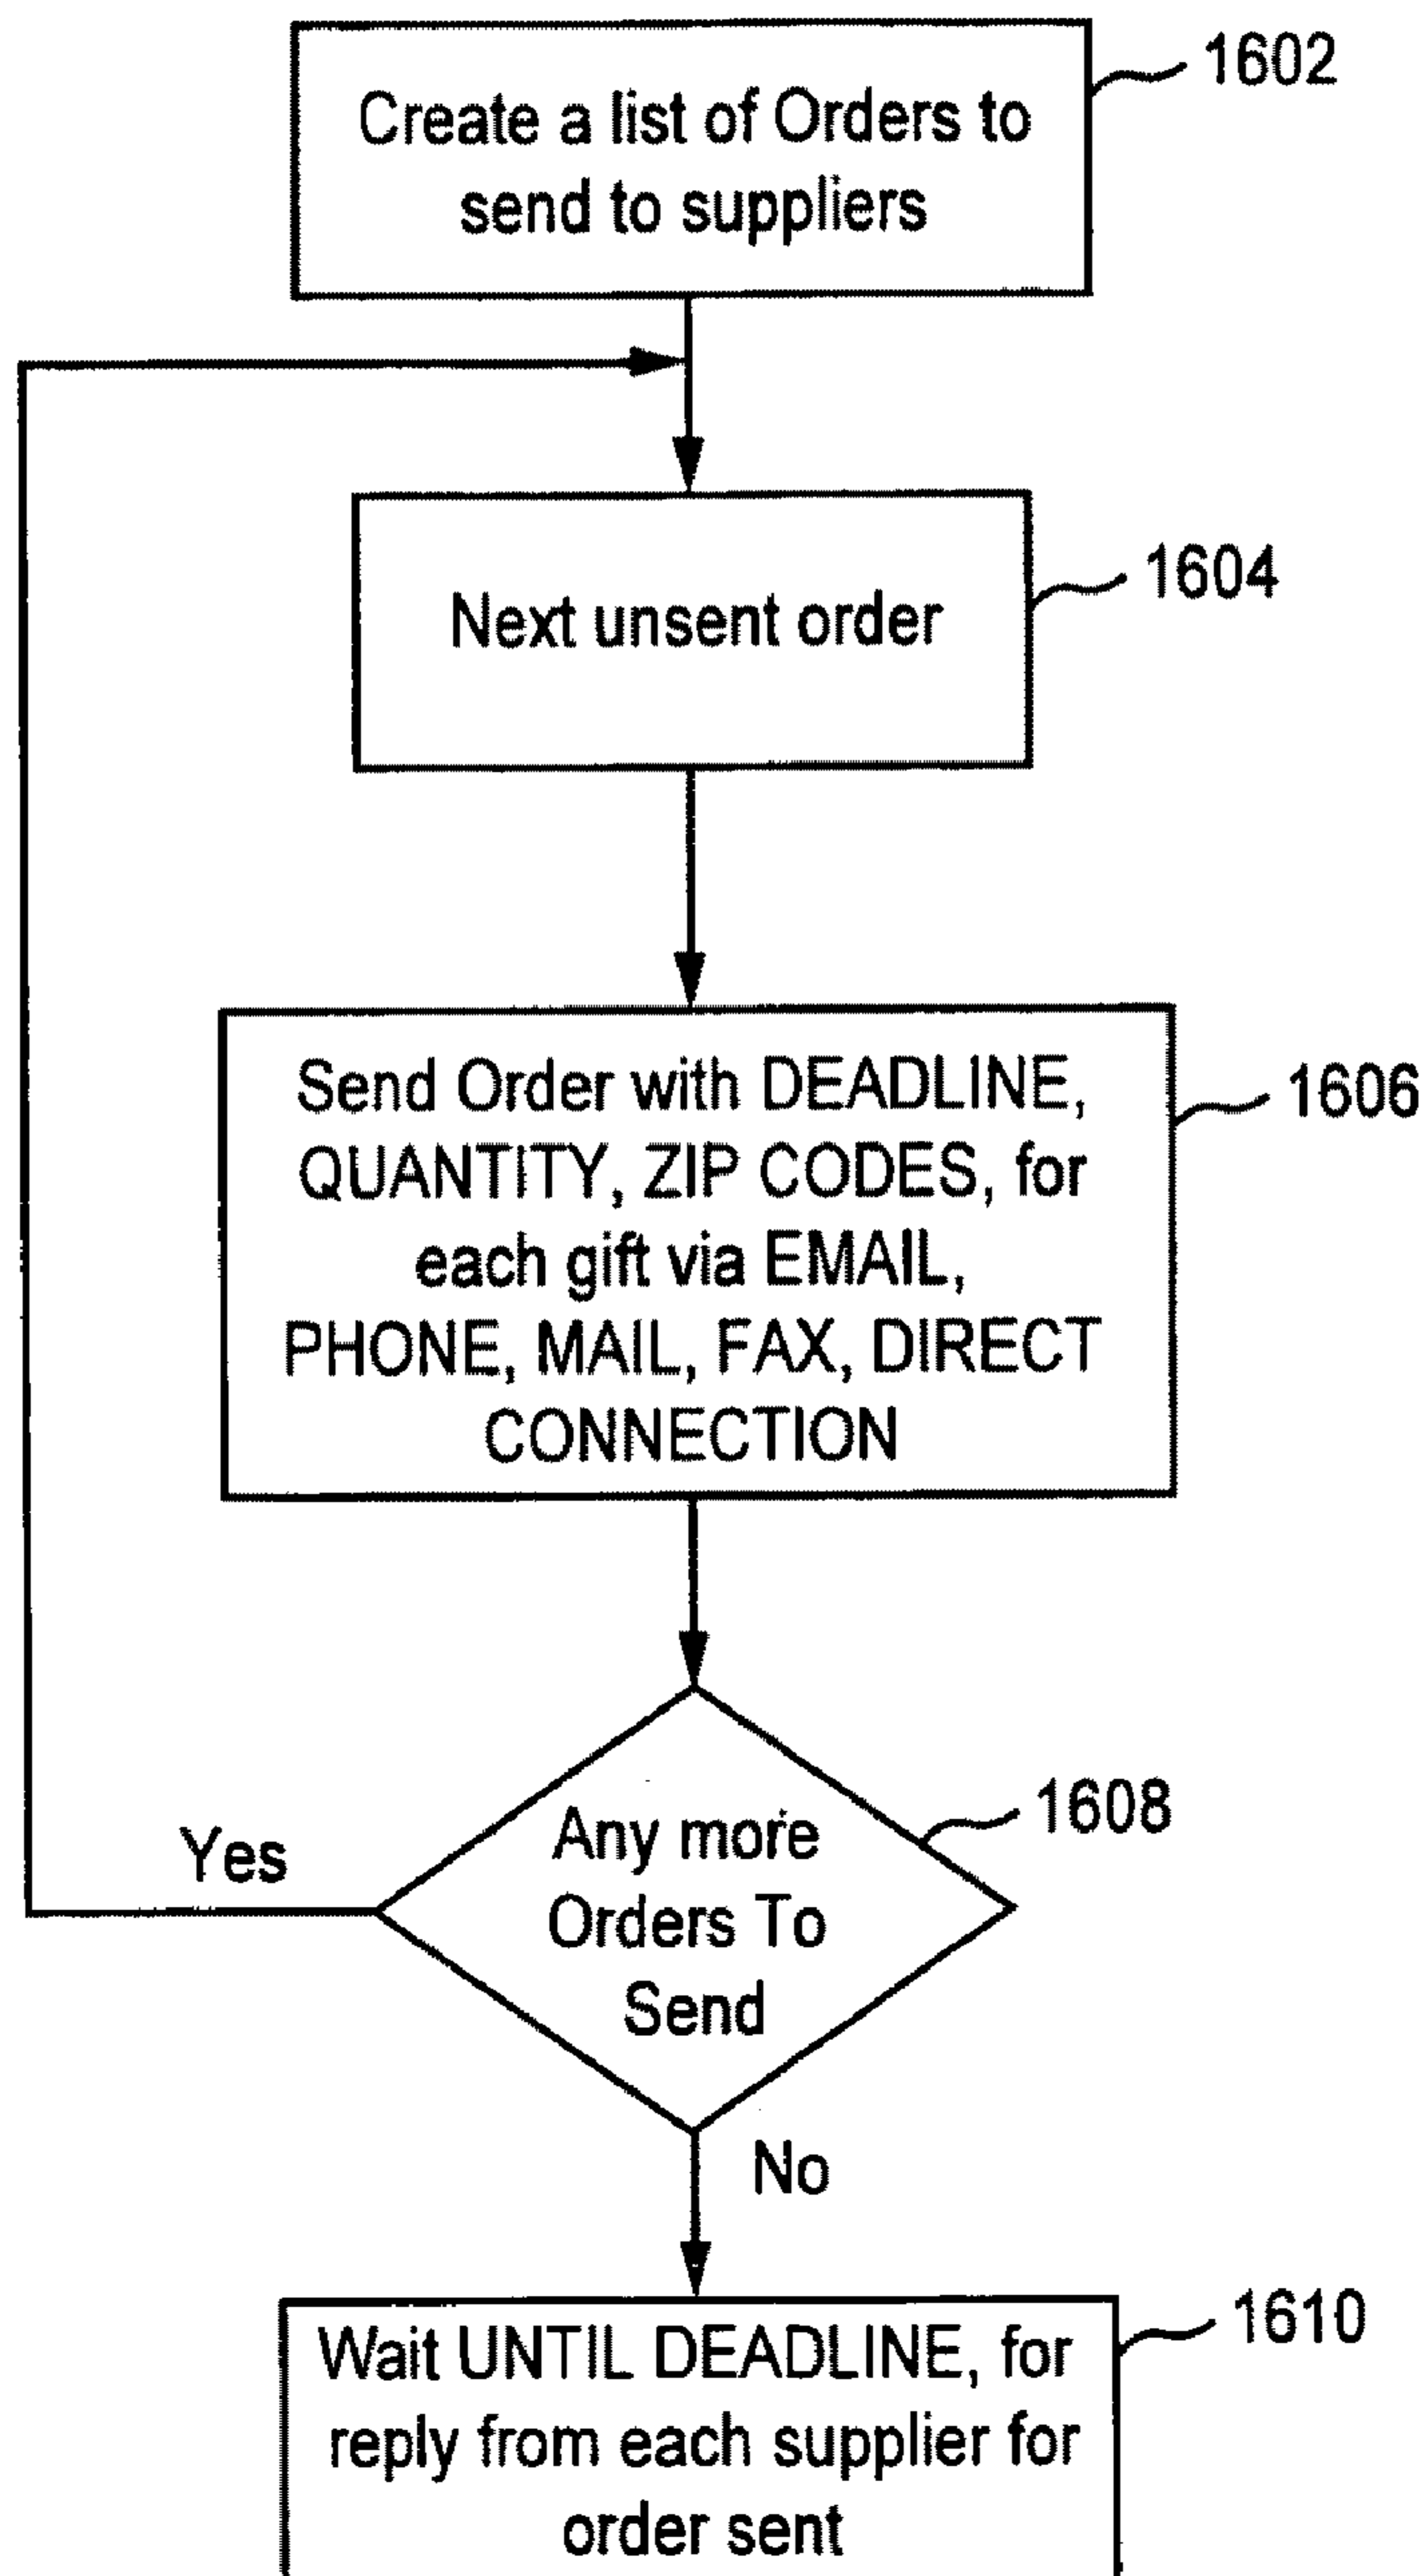 1602
Create a list of Orders to
send to suppliers
1604
Next unsent order
1606
Send Order with DEADLINE,
QUANTITY, ZIP CODES, for
each gift via EMAIL,
PHONE, MAIL, FAX, DIRECT
CONNECTION
1608
Any more
Orders To
Send
Yes
No
1610
Wait UNTIL DEADLINE, for
reply from each supplier for
order sent